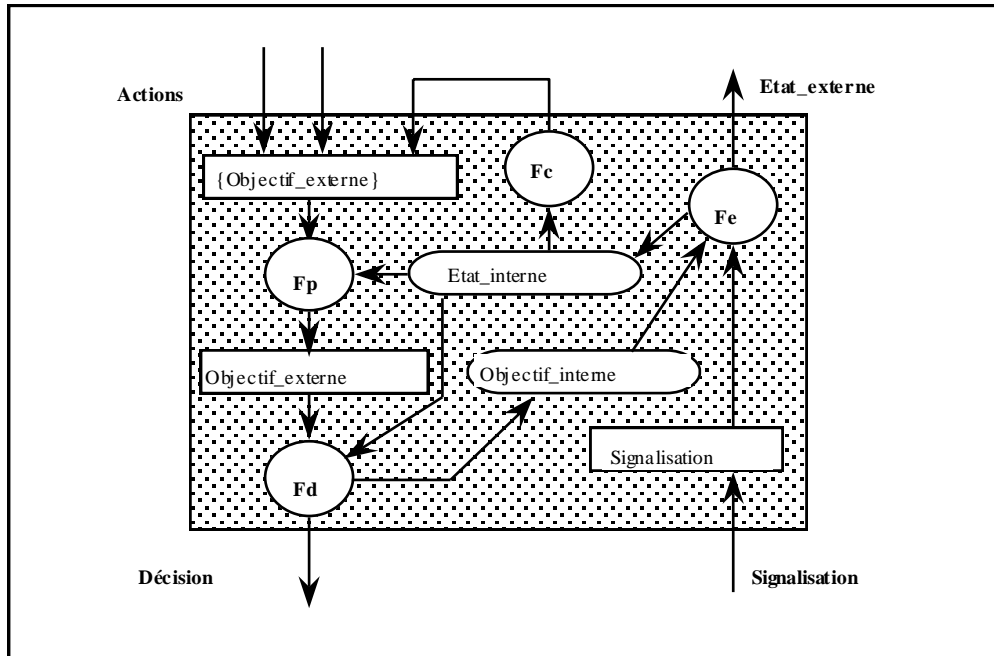 Actions
Etat_externe
{Objectif_externe}
Fc
Fe
Fp
Etat_interne
Objectif_externe
Objectif_interne
Signalisation
Fd
Décision
Signalisation